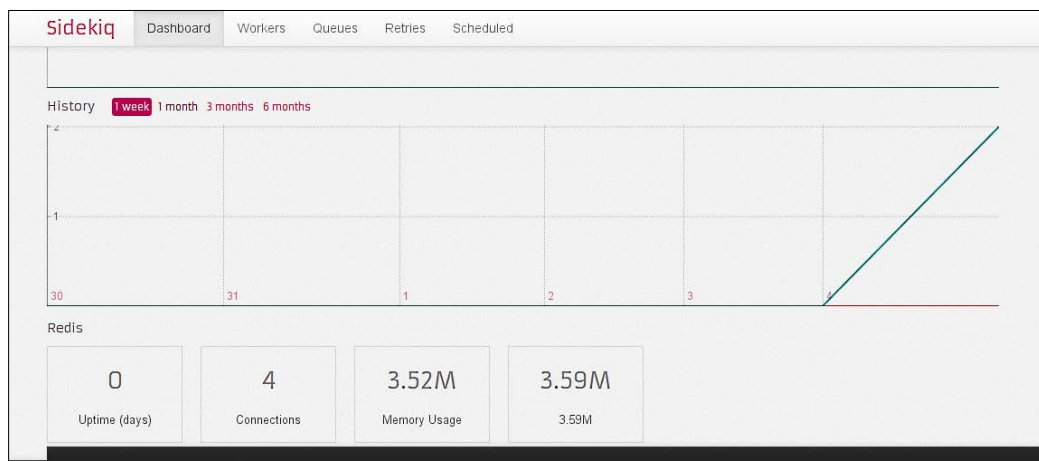 Sidekiq Dashboard Workers Queues Retries Scheduled
History 1 week 1 month 3 months 6 months
2
1
30 31 1 2 3 4
Redis
0 4 3.52M 3.59M
Uptime (days) Connections Memory Usage 3.59M